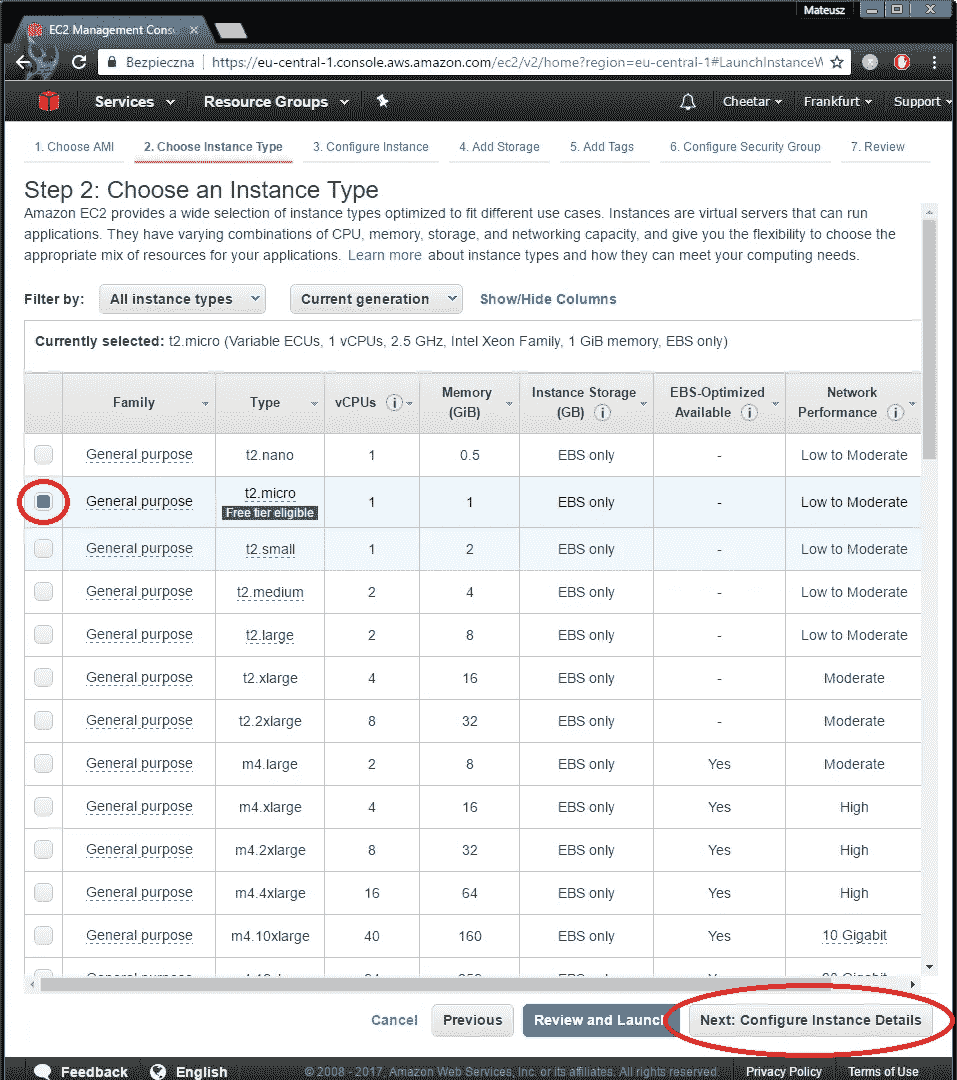 Mateusz
EC2 Management Conso
Bezpieczna https://eu-central-1.console.aws.amazon.com/ec2/v2/home?region=eu-central-1#LaunchInstanceW
Services Resource Groups Cheetar Frankfurt Support
1. Choose AMI 2. Choose Instance Type 3. Configure Instance 4. Add Storage 5. Add Tags 6. Configure Security Group 7. Review
Step 2: Choose an Instance Type
Amazon EC2 provides a wide selection of instance types optimized to fit different use cases. Instances are virtual servers that can run
applications. They have varying combinations of CPU, memory, storage, and networking capacity, and give you the flexibility to choose the
appropriate mix of resources for your applications. Learn more about instance types and how they can meet your computing needs.
Filter by: All instance types Current generation Show/Hide Columns
Currently selected: t2.micro (Variable ECUs, 1 vCPUs, 2.5 GHz, Intel Xeon Family, 1 GiB memory, EBS only)
Family Type vCPUs Memory (GiB) Instance Storage (GB) EBS-Optimized Available Network Performance
General purpose t2.nano 1 0.5 EBS only - Low to Moderate
General purpose t2.micro Free tier eligible 1 1 EBS only - Low to Moderate
General purpose t2.small 1 2 EBS only - Low to Moderate
General purpose t2.medium 2 4 EBS only - Low to Moderate
General purpose t2.large 2 8 EBS only - Low to Moderate
General purpose t2.xlarge 4 16 EBS only - Moderate
General purpose t2.2xlarge 8 32 EBS only - Moderate
General purpose m4.large 2 8 EBS only Yes Moderate
General purpose m4.xlarge 4 16 EBS only Yes High
General purpose m4.2xlarge 8 32 EBS only Yes High
General purpose m4.4xlarge 16 64 EBS only Yes High
General purpose m4.10xlarge 40 160 EBS only Yes 10 Gigabit
Cancel Previous Review and Launch Next: Configure Instance Details
Feedback English © 2008 - 2017, Amazon Web Services, Inc. or its affiliates. All rights reserved. Privacy Policy Terms of Use